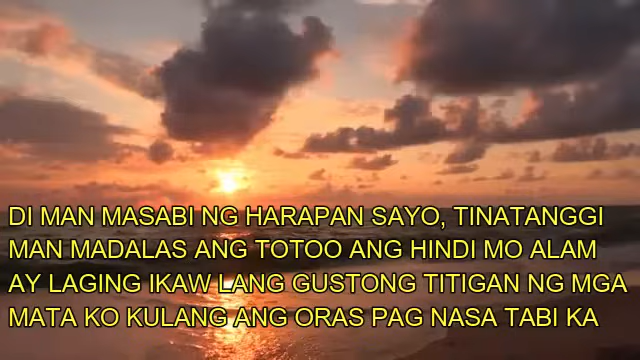 DI MAN MASABI NG HARAPAN SAYO, TINATANGGI
MAN MADALAS ANG TOTOO ANG HINDI MO ALAM
AY LAGING IKAW LANG GUSTONG TITIGAN NG MGA
MATA KO KULANG ANG ORAS PAG NASA TABI KA